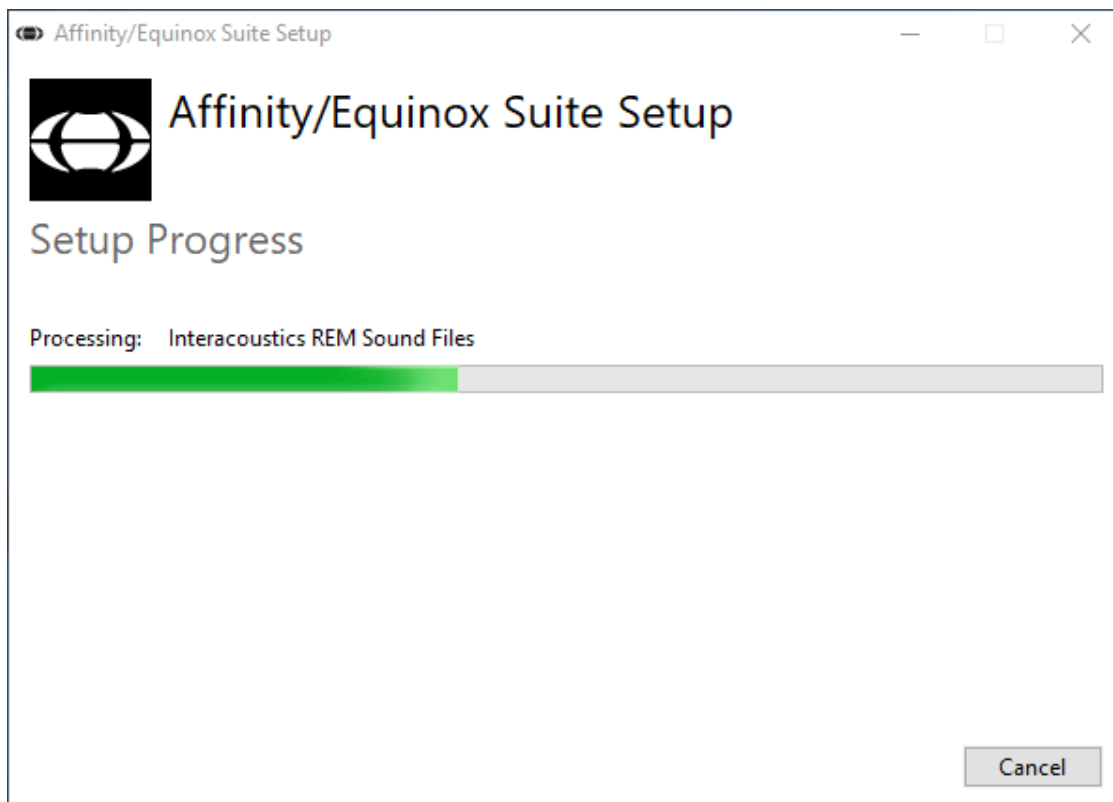 Affinity/Equinox Suite Setup
Affinity/Equinox Suite Setup
Setup Progress
Processing: Interacoustics REM Sound Files
Cancel